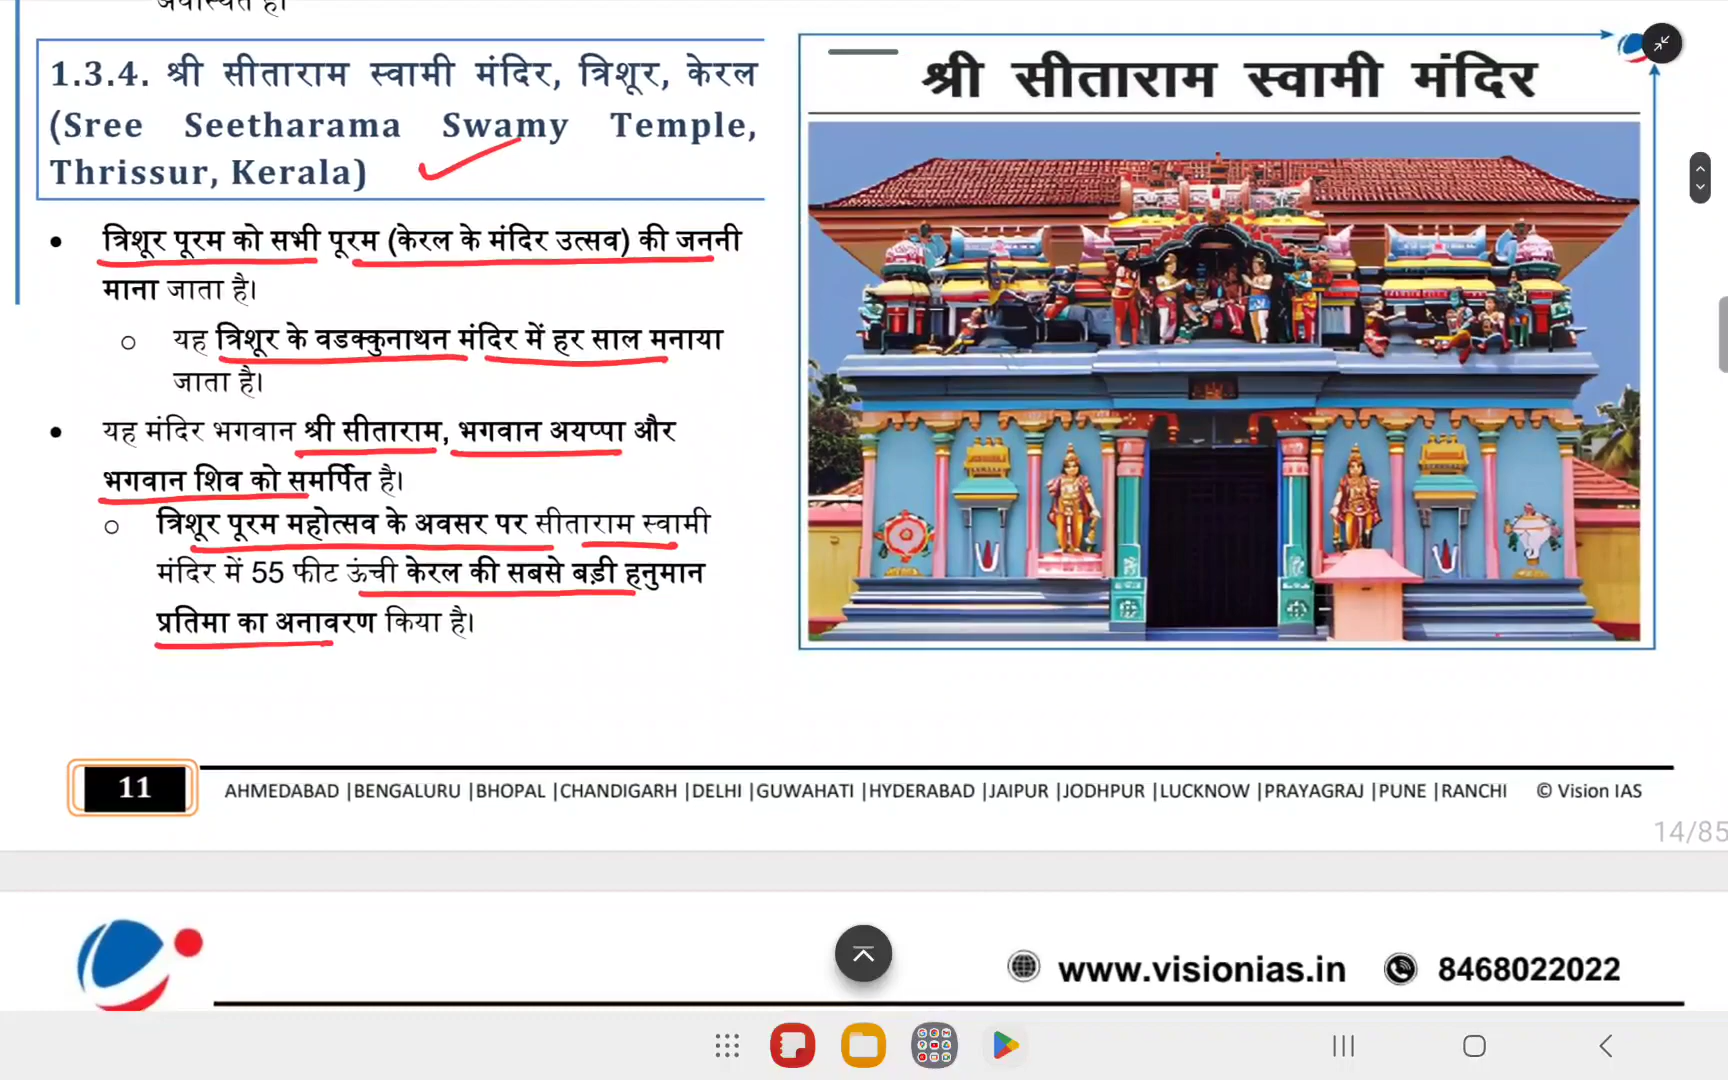 अवस्थित है।
1.3.4. श्री सीताराम स्वामी मंदिर, त्रिशूर, केरल
(Sree Seetharama Swamy Temple,
Thrissur, Kerala)
• त्रिशूर पूरम को सभी पूरम (केरल के मंदिर उत्सव) की जननी
माना जाता है।
o यह त्रिशूर के वडक्कुनाथन मंदिर में हर साल मनाया
जाता है।
• यह मंदिर भगवान श्री सीताराम, भगवान अयप्पा और
भगवान शिव को समर्पित है।
o त्रिशूर पूरम महोत्सव के अवसर पर सीताराम स्वामी
मंदिर में 55 फीट ऊंची केरल की सबसे बड़ी हनुमान
प्रतिमा का अनावरण किया है।
श्री सीताराम स्वामी मंदिर
11
AHMEDABAD |BENGALURU |BHOPAL |CHANDIGARH |DELHI |GUWAHATI |HYDERABAD |JAIPUR |JODHPUR |LUCKNOW |PRAYAGRAJ |PUNE |RANCHI © Vision IAS
14/85
www.visionias.in 8468022022